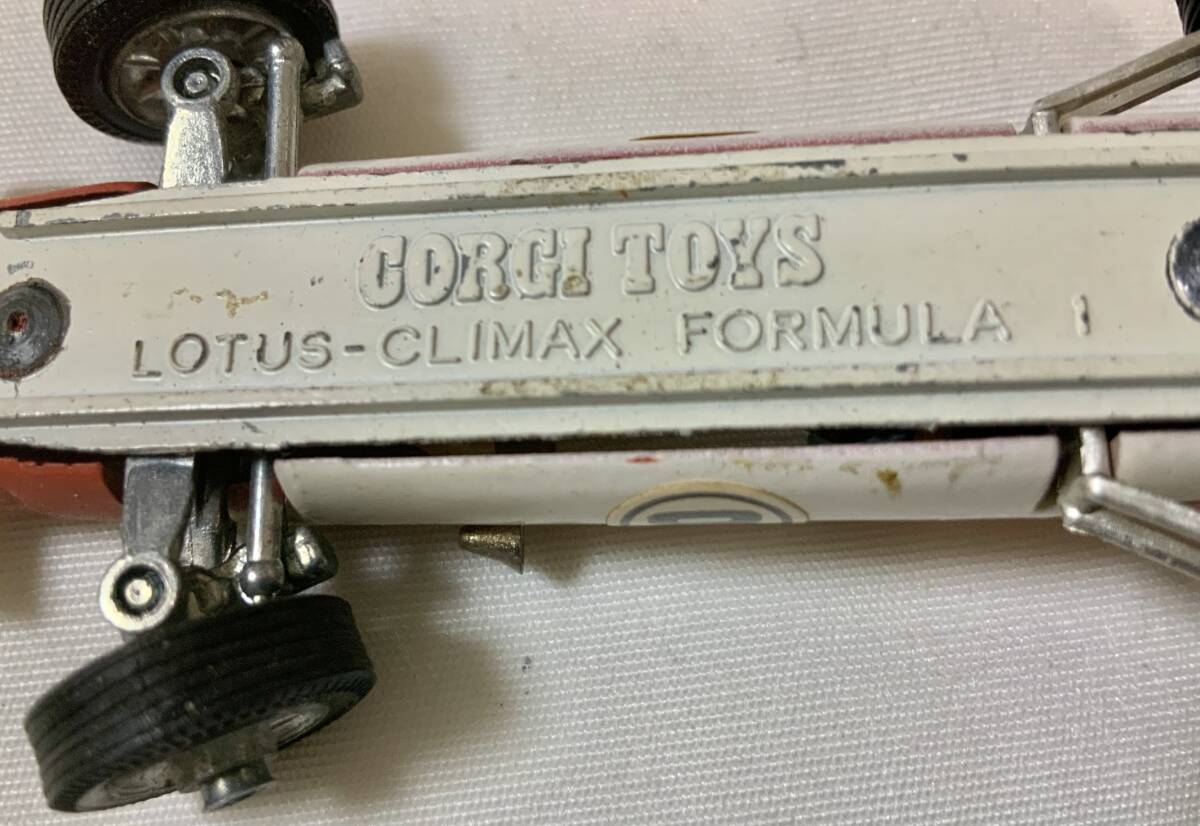 CORGI TOYS
LOTUS-CLIMAX FORMULA 1